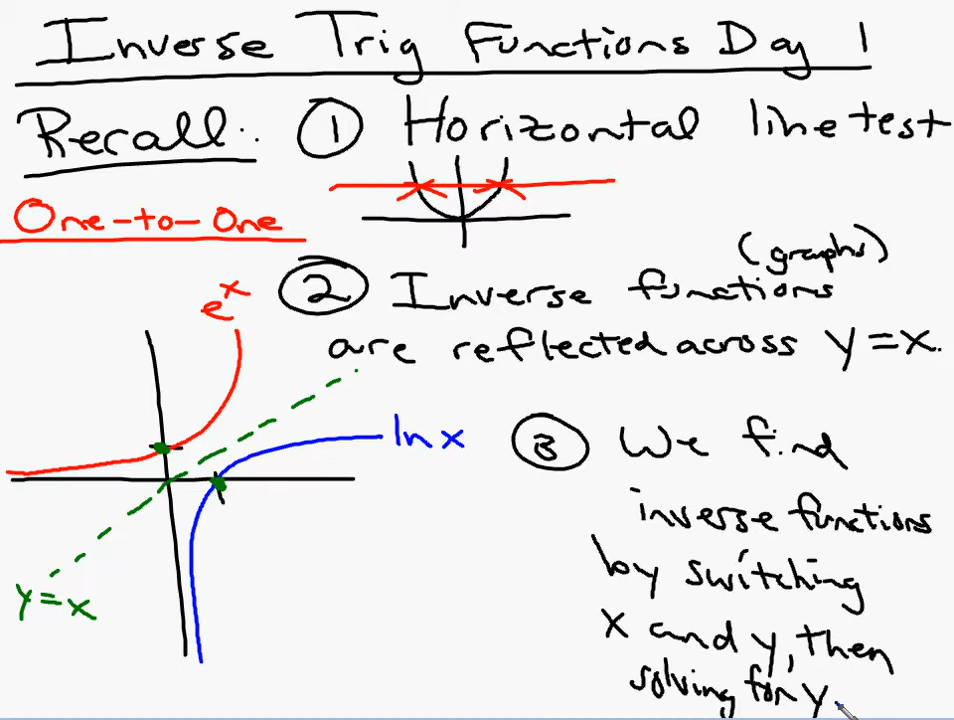 Inverse Trig Functions Day 1
Recall: ① Horizontal line test
One-to-One
② Inverse functions (graphs)
are reflected across y=x.
e^x
ln x
y=x
③ We find
inverse functions
by switching
x and y, then
solving for y